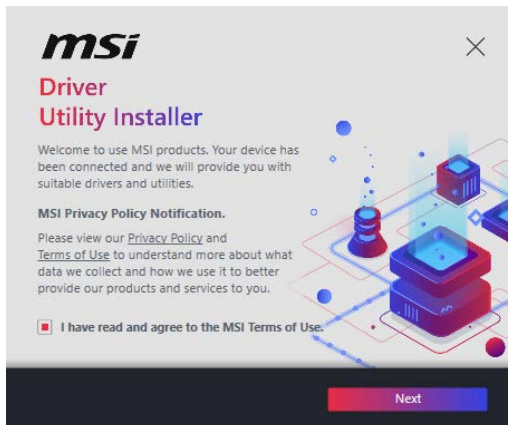 msi
Driver
Utility Installer
Welcome to use MSI products. Your device has
been connected and we will provide you with
suitable drivers and utilities.
MSI Privacy Policy Notification.
Please view our Privacy Policy and
Terms of Use to understand more about what
data we collect and how we use it to better
provide our products and services to you.
I have read and agree to the MSI Terms of Use.
Next